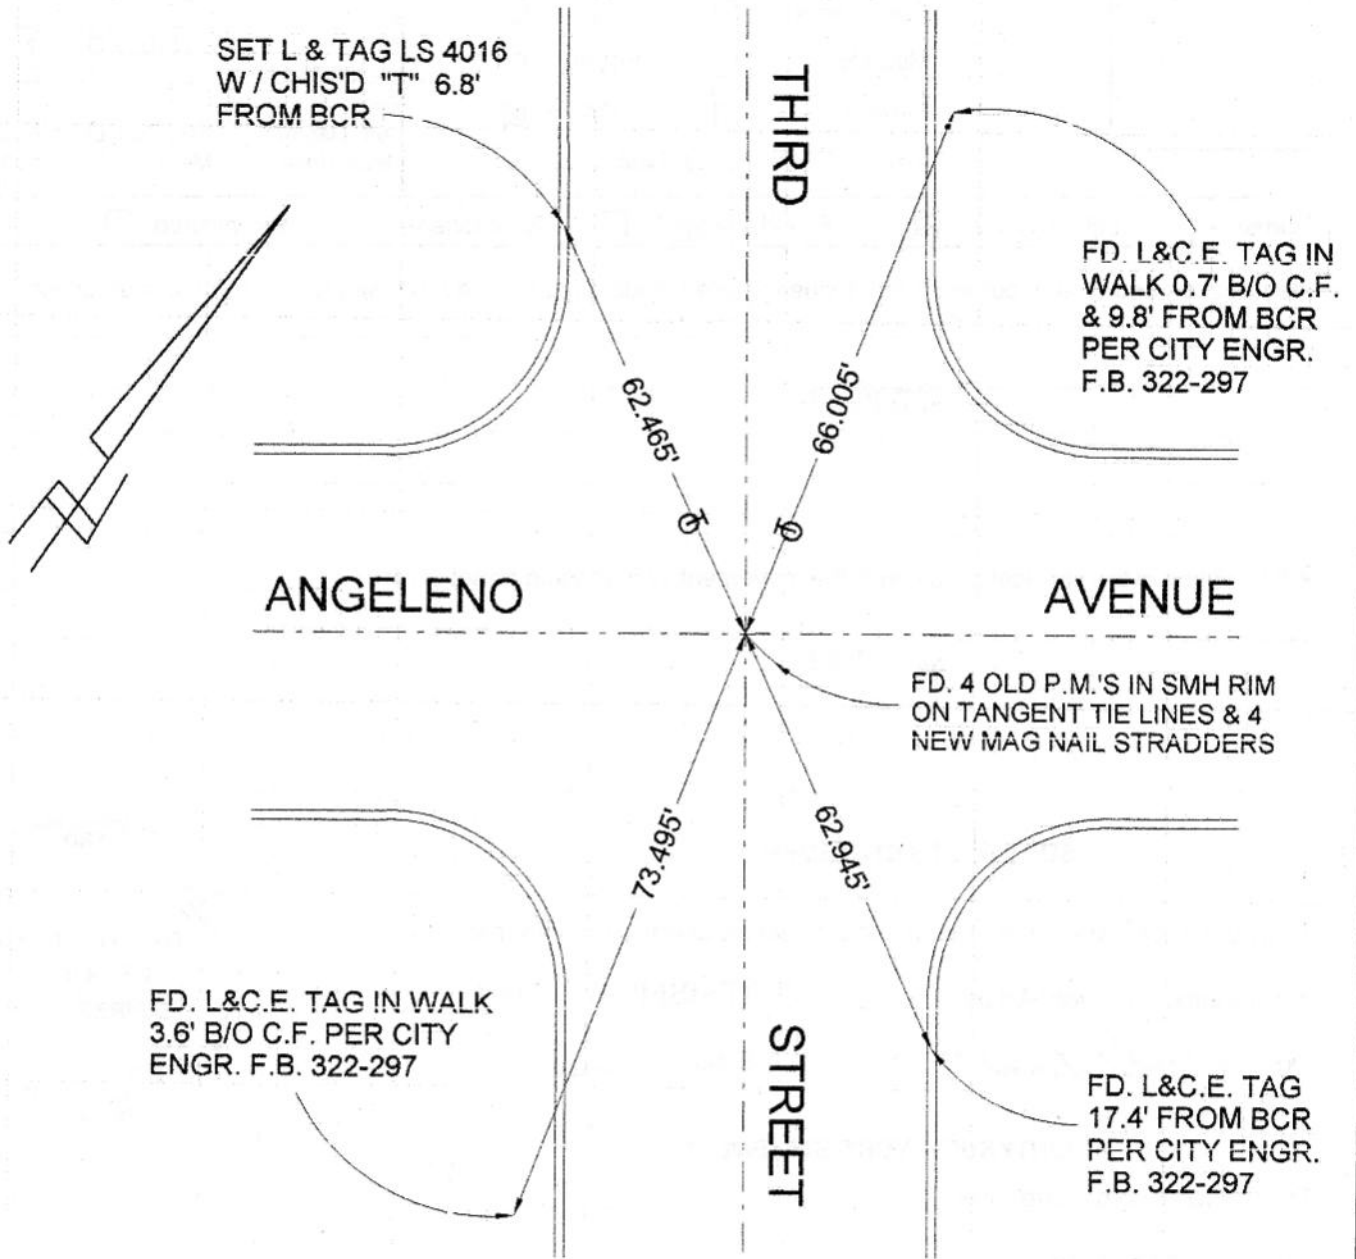 SET L & TAG LS 4016
W / CHIS'D "T" 6.8'
FROM BCR
THIRD
FD. L&C.E. TAG IN
WALK 0.7' B/O C.F.
& 9.8' FROM BCR
PER CITY ENGR.
F.B. 322-297
62.465'
66.005'
ANGELENO
AVENUE
FD. 4 OLD P.M.'S IN SMH RIM
ON TANGENT TIE LINES & 4
NEW MAG NAIL STRADDERS
73.495'
62.945'
FD. L&C.E. TAG IN WALK
3.6' B/O C.F. PER CITY
ENGR. F.B. 322-297
STREET
FD. L&C.E. TAG
17.4' FROM BCR
PER CITY ENGR.
F.B. 322-297